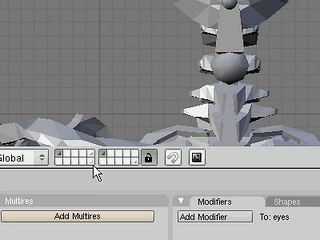 Global
Multires
Add Multires
Modifiers
Shapes
Add Modifier
To: eyes